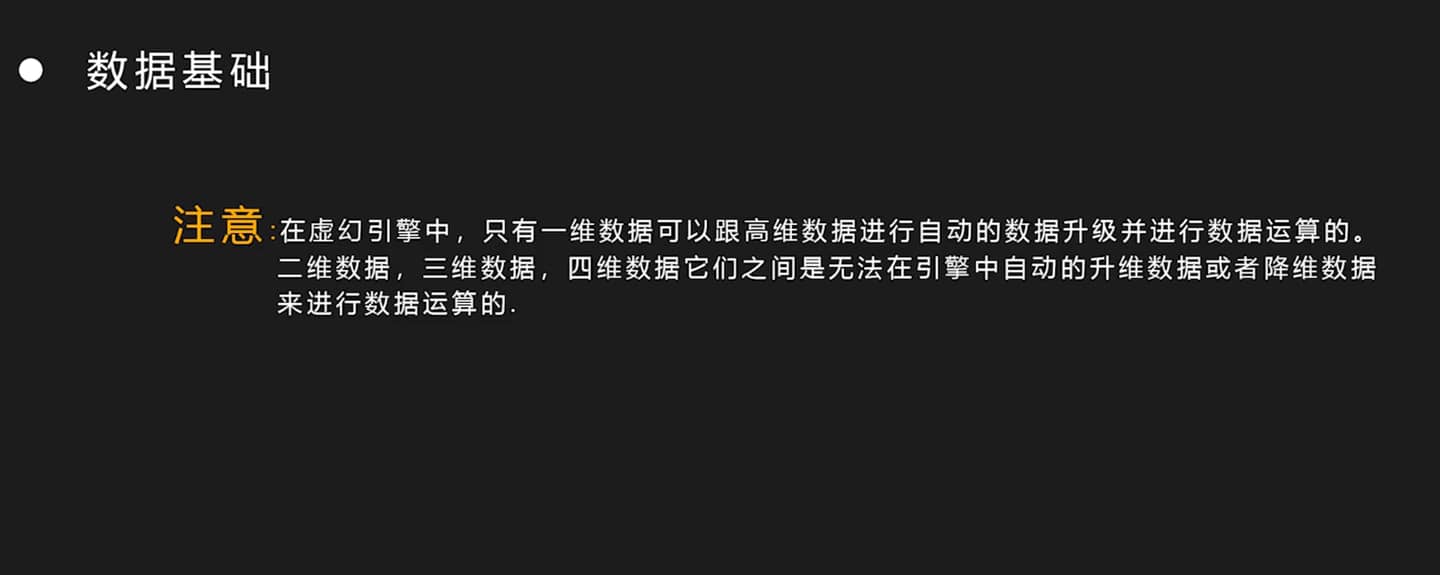 数据基础
注意:在虚幻引擎中，只有一维数据可以跟高维数据进行自动的数据升级并进行数据运算的。
二维数据，三维数据，四维数据它们之间是无法在引擎中自动的升维数据或者降维数据
来进行数据运算的.